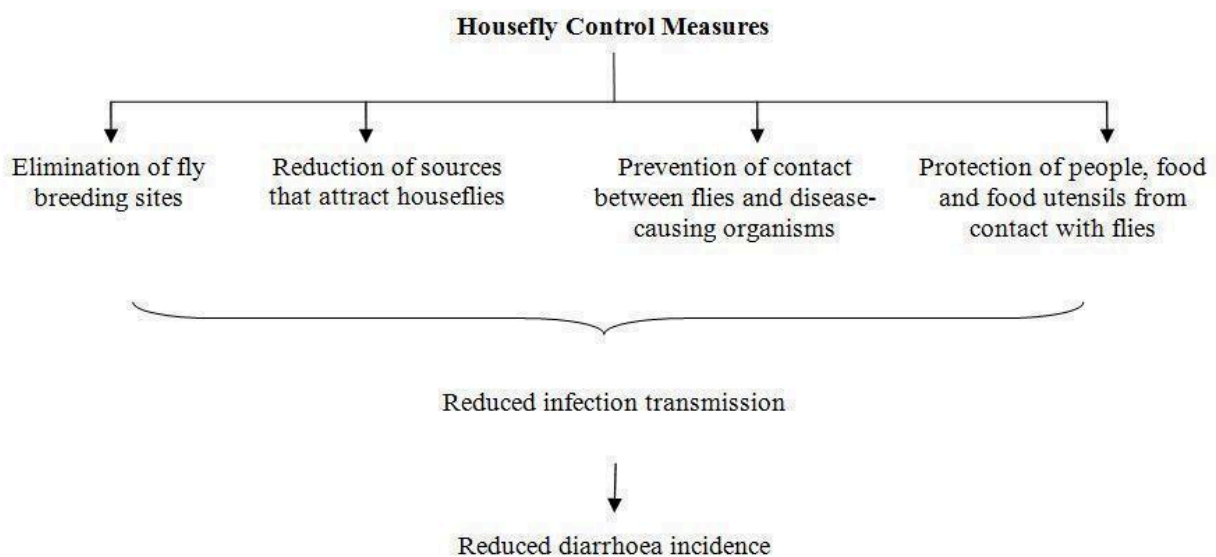 Housefly Control Measures
Elimination of fly
breeding sites
Reduction of sources
that attract houseflies
Prevention of contact
between flies and disease-
causing organisms
Protection of people, food
and food utensils from
contact with flies
Reduced infection transmission
Reduced diarrhoea incidence